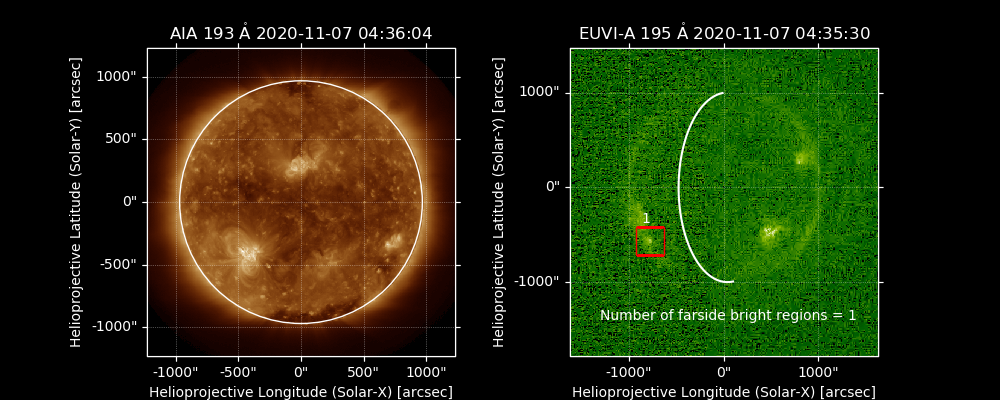 AIA 193 Å 2020-11-07 04:36:04
Helioprojective Latitude (Solar-Y) [arcsec]
1000"
500"
0"
-500"
-1000"
-1000"
-500"
0"
500"
1000"
Helioprojective Longitude (Solar-X) [arcsec]
EUVI-A 195 Å 2020-11-07 04:35:30
Helioprojective Latitude (Solar-Y) [arcsec]
1000"
0"
-1000"
1
Number of farside bright regions = 1
-1000"
0"
1000"
Helioprojective Longitude (Solar-X) [arcsec]